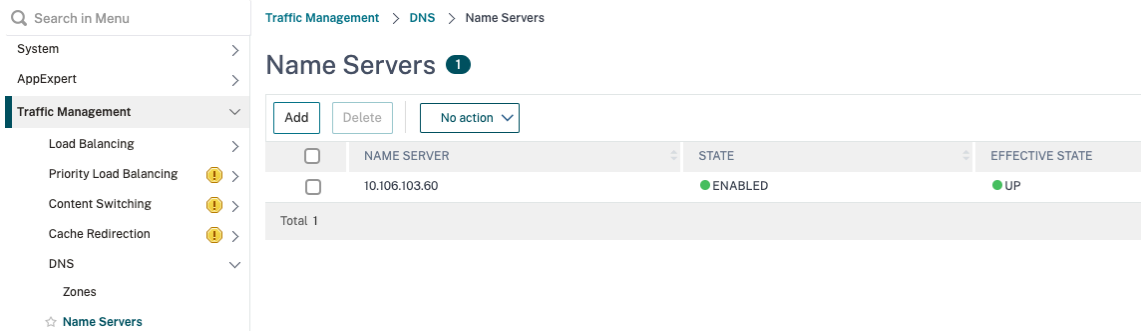 Search in Menu
System
AppExpert
Traffic Management
Load Balancing
Priority Load Balancing
Content Switching
Cache Redirection
DNS
Zones
Name Servers
Traffic Management > DNS > Name Servers
Name Servers 1
Add Delete No action
NAME SERVER STATE EFFECTIVE STATE
10.106.103.60 ENABLED UP
Total 1